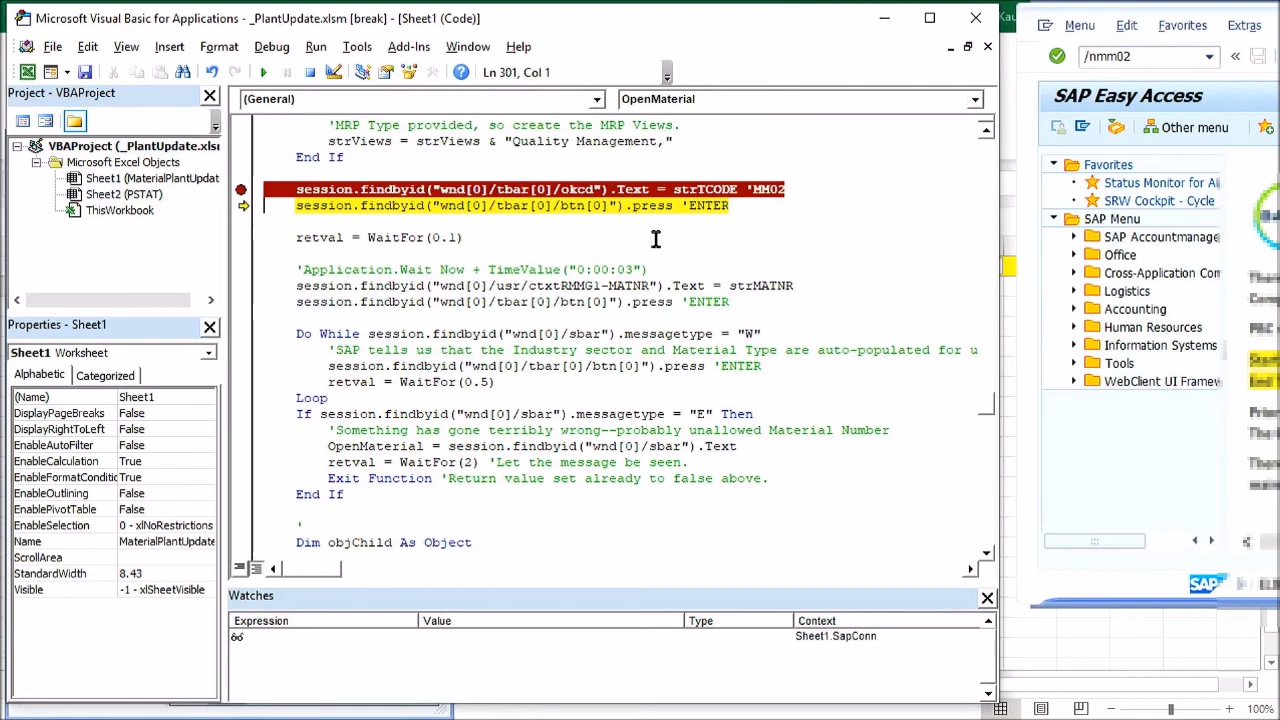 Microsoft Visual Basic for Applications - _PlantUpdate.xlsm [break] - [Sheet1 (Code)]
File Edit View Insert Format Debug Run Tools Add-Ins Window Help
Ln 301, Col 1
Project - VBAProject
VBAProject (_PlantUpdate.xlsm
Microsoft Excel Objects
Sheet1 (MaterialPlantUpdat
Sheet2 (PSTAT)
ThisWorkbook
Properties - Sheet1
Sheet1 Worksheet
Alphabetic Categorized
(Name) Sheet1
DisplayPageBreaks False
DisplayRightToLeft False
EnableAutoFilter False
EnableCalculation True
EnableFormatConditic True
EnableOutlining False
EnablePivotTable False
EnableSelection 0 - xlNoRestrictions
Name MaterialPlantUpdate
ScrollArea
StandardWidth 8.43
Visible -1 - xlSheetVisible
(General) OpenMaterial
'MRP Type provided, so create the MRP Views.
strViews = strViews & "Quality Management,"
End If
session.findbyid("wnd[0]/tbar[0]/okcd").Text = strTCODE 'MM02
session.findbyid("wnd[0]/tbar[0]/btn[0]").press 'ENTER
retval = WaitFor(0.1)
'Application.Wait Now + TimeValue("0:00:03")
session.findbyid("wnd[0]/usr/ctxtRMMG1-MATNR").Text = strMATNR
session.findbyid("wnd[0]/tbar[0]/btn[0]").press 'ENTER
Do While session.findbyid("wnd[0]/sbar").messagetype = "W"
'SAP tells us that the Industry sector and Material Type are auto-populated for u
session.findbyid("wnd[0]/tbar[0]/btn[0]").press 'ENTER
retval = WaitFor(0.5)
Loop
If session.findbyid("wnd[0]/sbar").messagetype = "E" Then
'Something has gone terribly wrong--probably unallowed Material Number
OpenMaterial = session.findbyid("wnd[0]/sbar").Text
retval = WaitFor(2) 'Let the message be seen.
Exit Function 'Return value set already to false above.
End If
'
Dim objChild As Object
Watches
Expression Value Type Context
Sheet1.SapConn
Kau
Menu Edit Favorites Extras
/nmm02
SAP Easy Access
Other menu
Favorites
Status Monitor for Al
SRW Cockpit - Cycle
SAP Menu
SAP Accountmanage
Office
Cross-Application Con
Logistics
Accounting
Human Resources
Information Systems
Tools
WebClient UI Framew
SAP
100%